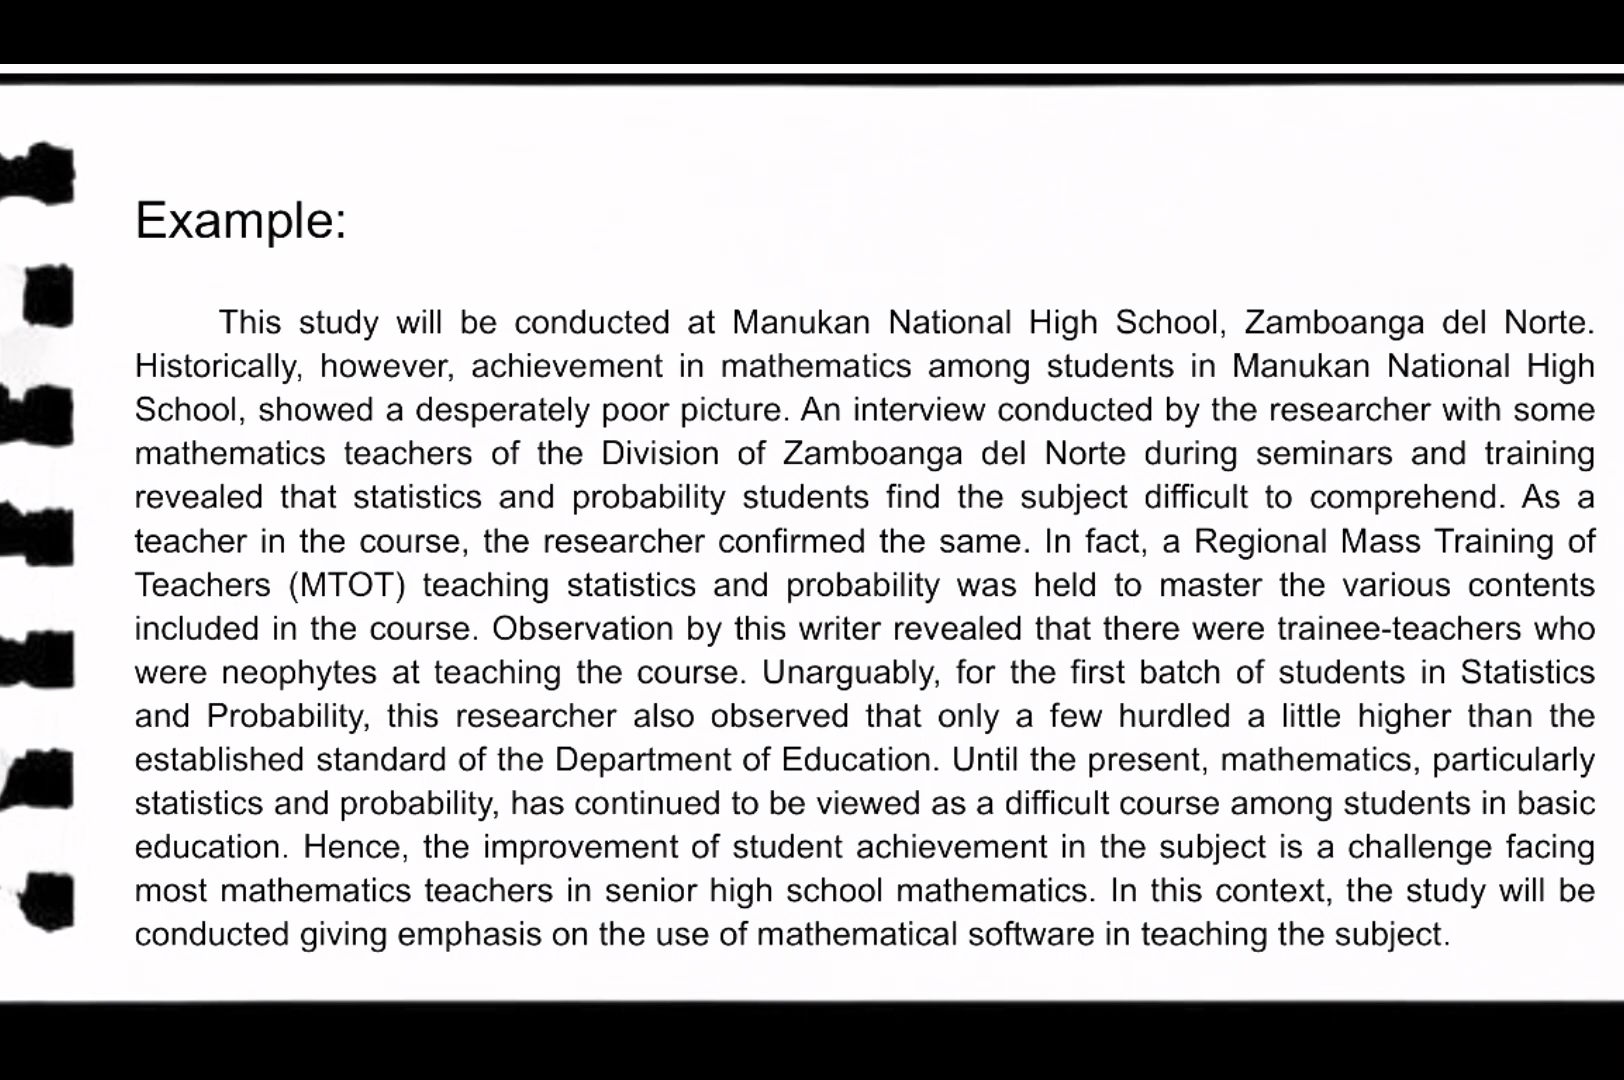 Example:
This study will be conducted at Manukan National High School, Zamboanga del Norte.
Historically, however, achievement in mathematics among students in Manukan National High
School, showed a desperately poor picture. An interview conducted by the researcher with some
mathematics teachers of the Division of Zamboanga del Norte during seminars and training
revealed that statistics and probability students find the subject difficult to comprehend. As a
teacher in the course, the researcher confirmed the same. In fact, a Regional Mass Training of
Teachers (MTOT) teaching statistics and probability was held to master the various contents
included in the course. Observation by this writer revealed that there were trainee-teachers who
were neophytes at teaching the course. Unarguably, for the first batch of students in Statistics
and Probability, this researcher also observed that only a few hurdled a little higher than the
established standard of the Department of Education. Until the present, mathematics, particularly
statistics and probability, has continued to be viewed as a difficult course among students in basic
education. Hence, the improvement of student achievement in the subject is a challenge facing
most mathematics teachers in senior high school mathematics. In this context, the study will be
conducted giving emphasis on the use of mathematical software in teaching the subject.